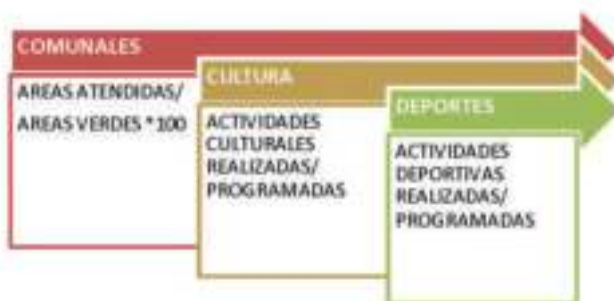 COMUNALES
AREAS ATENDIDAS/
AREAS VERDES *100
CULTURA
ACTIVIDADES
CULTURALES
REALIZADAS/
PROGRAMADAS
DEPORTES
ACTIVIDADES
DEPORTIVAS
REALIZADAS/
PROGRAMADAS